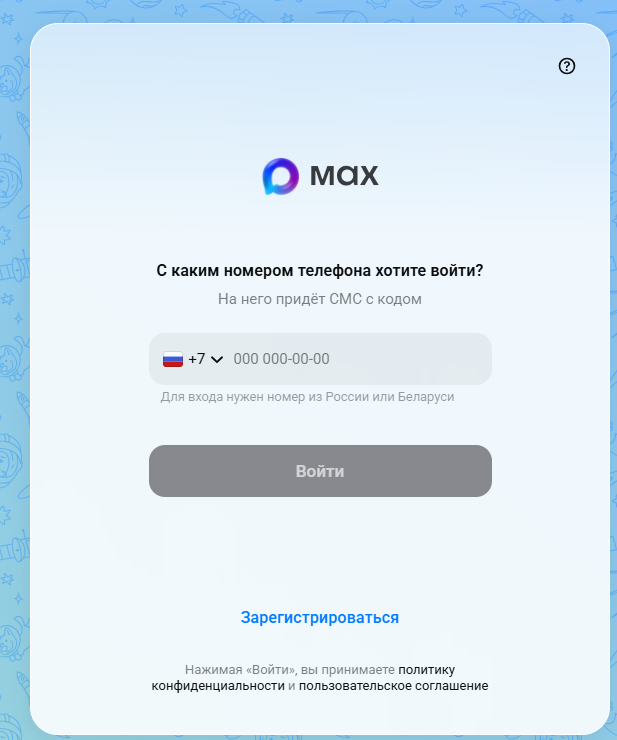 max
С каким номером телефона хотите войти?
На него придёт СМС с кодом
+7 000 000-00-00
Для входа нужен номер из России или Беларуси
Войти
Зарегистрироваться
Нажимая «Войти», вы принимаете политику
конфиденциальности и пользовательское соглашение